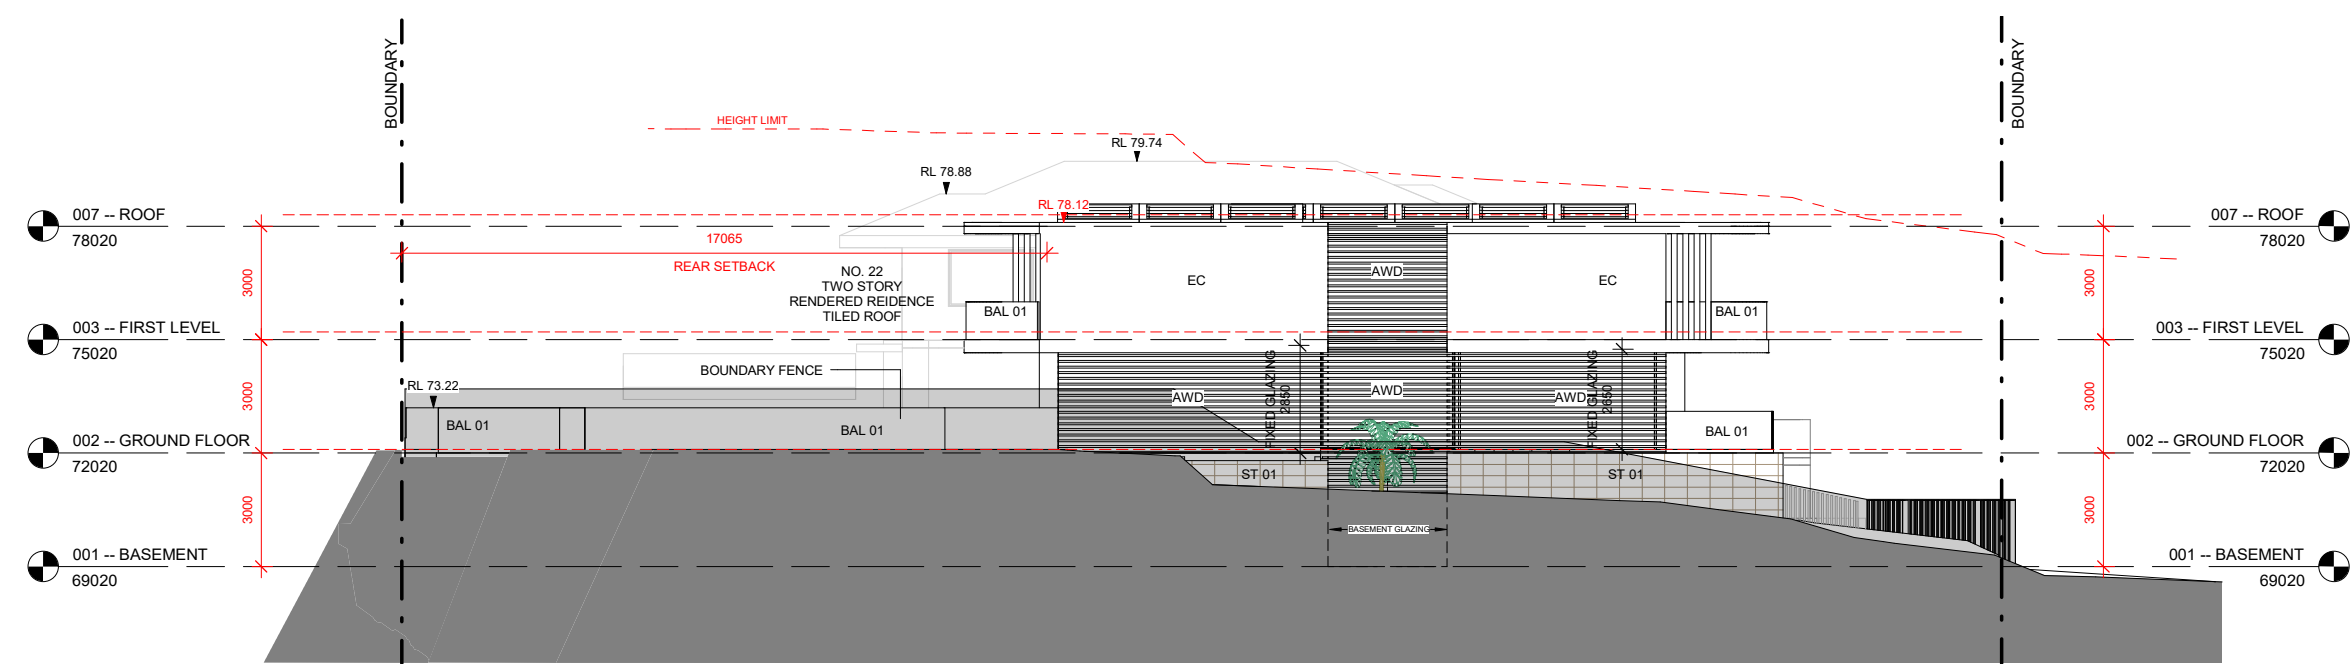 BOUNDARY
BOUNDARY
HEIGHT LIMIT
RL 79.74
RL 78.88
RL 78.12
007 -- ROOF
78020
007 -- ROOF
78020
17065
REAR SETBACK
3000
NO. 22
TWO STORY
RENDERED REIDENCE
TILED ROOF
EC
AWD
EC
3000
BAL 01
BAL 01
003 -- FIRST LEVEL
75020
003 -- FIRST LEVEL
75020
BOUNDARY FENCE
RL 73.22
3000
AWD
FIXED GLAZING
2850
AWD
AWD
FIXED GLAZING
2650
3000
BAL 01
BAL 01
BAL 01
002 -- GROUND FLOOR
72020
002 -- GROUND FLOOR
72020
ST 01
ST 01
3000
3000
BASEMENT GLAZING
001 -- BASEMENT
69020
001 -- BASEMENT
69020